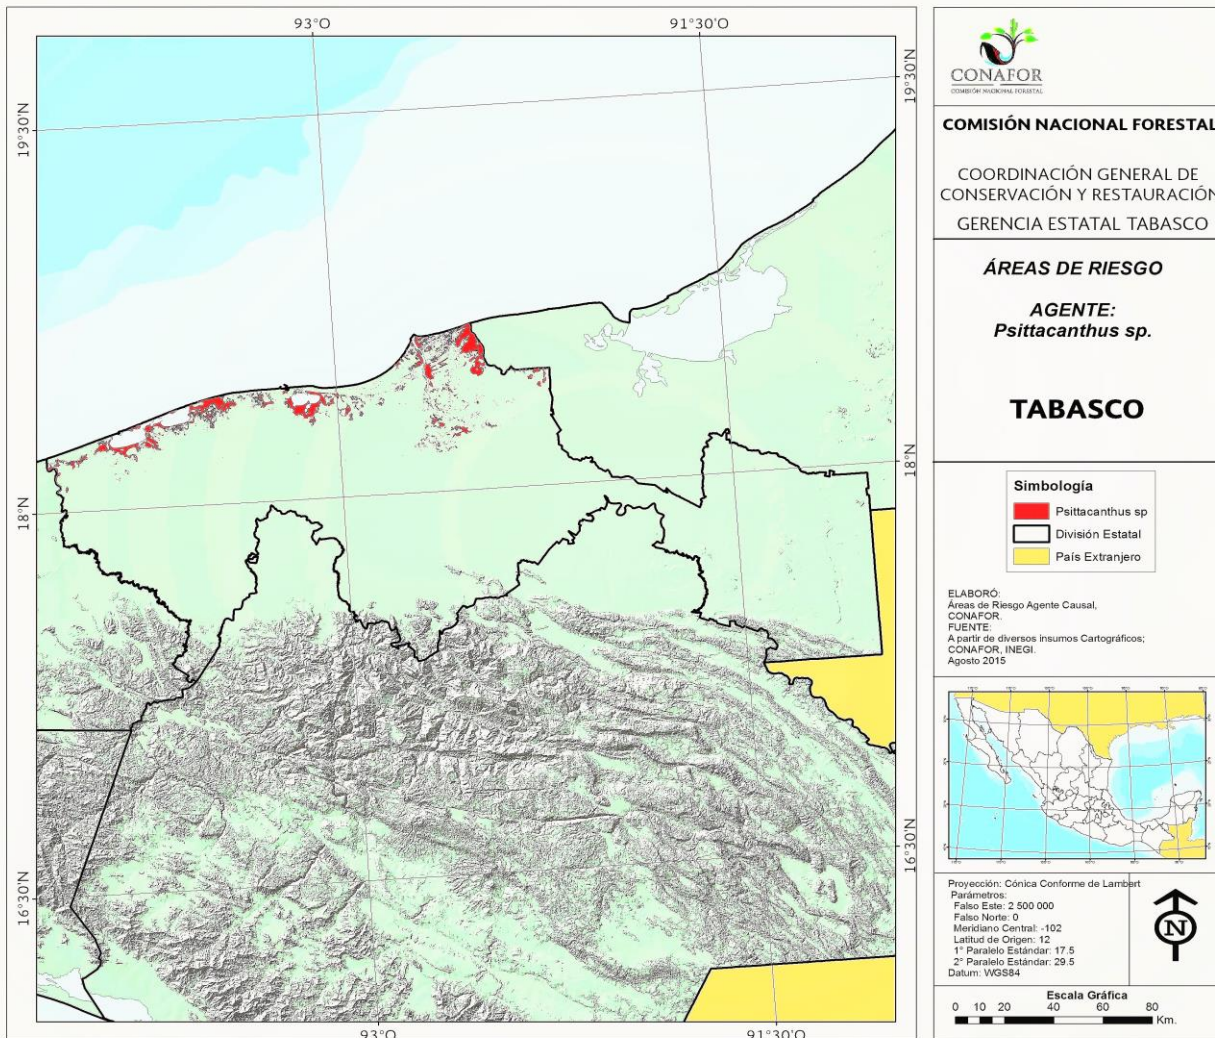 93°O
91°30'O
19°30'N
19°30'N
18°N
18°N
16°30'N
16°30'N
93°O
91°30'O
CONAFOR
COMISIÓN NACIONAL FORESTAL
COMISIÓN NACIONAL FORESTAL
COORDINACIÓN GENERAL DE
CONSERVACIÓN Y RESTAURACIÓN
GERENCIA ESTATAL TABASCO
ÁREAS DE RIESGO
AGENTE:
Psittacanthus sp.
TABASCO
Simbología
Psittacanthus sp
División Estatal
País Extranjero
ELABORÓ:
Áreas de Riesgo Agente Causal,
CONAFOR.
FUENTE:
A partir de diversos insumos Cartográficos;
CONAFOR, INEGI.
Agosto 2015
Proyección: Cónica Conforme de Lambert
Parámetros:
Falso Este: 2 500 000
Falso Norte: 0
Meridiano Central: -102
Latitud de Origen: 12
1° Paralelo Estándar: 17.5
2° Paralelo Estándar: 29.5
Datum: WGS84
N
Escala Gráfica
0 10 20 40 60 80
Km.